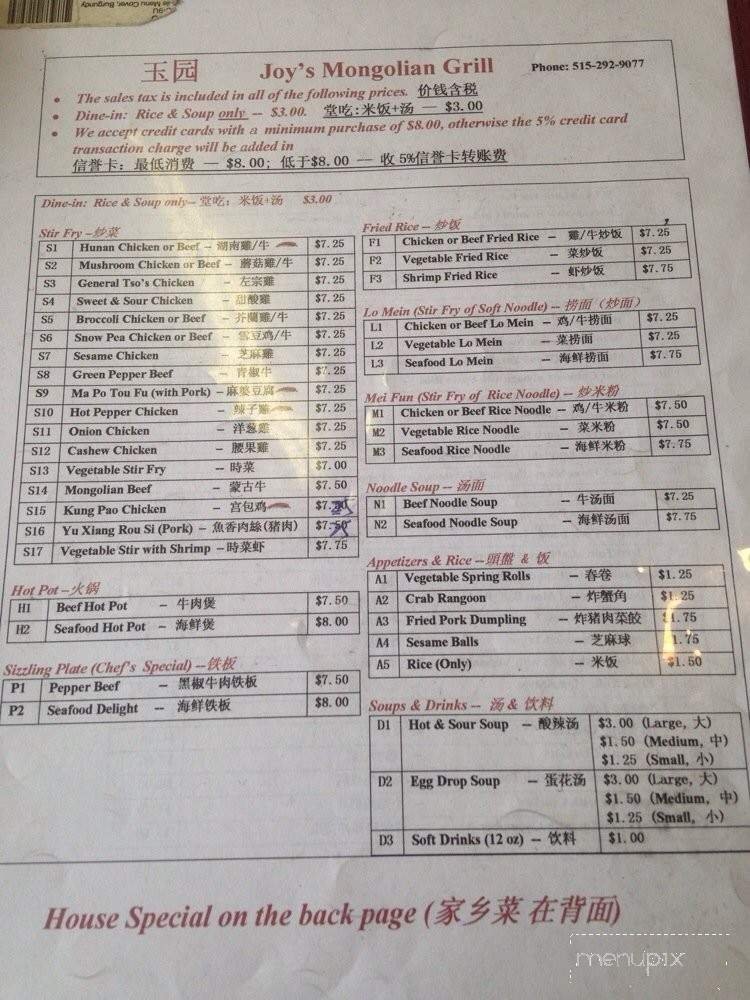 le Menu Cover, Burgundy
玉园 Joy's Mongolian Grill Phone: 515-292-9077
• The sales tax is included in all of the following prices. 价钱含税
• Dine-in: Rice & Soup only -- $3.00. 堂吃:米饭+汤 — $3.00
• We accept credit cards with a minimum purchase of $8.00, otherwise the 5% credit card
transaction charge will be added in
信誉卡: 最低消费 — $8.00; 低于$8.00 — 收 5%信誉卡转账费
Dine-in: Rice & Soup only-- 堂吃: 米饭+汤 $3.00
Stir Fry --炒菜
S1 Hunan Chicken or Beef -- 湖南雞/牛 $7.25
S2 Mushroom Chicken or Beef -- 蘑菇雞/牛 $7.25
S3 General Tso's Chicken -- 左宗雞 $7.25
S4 Sweet & Sour Chicken -- 甜酸雞 $7.25
S5 Broccoli Chicken or Beef -- 芥蘭雞/牛 $7.25
S6 Snow Pea Chicken or Beef -- 雪豆鸡/牛 $7.25
S7 Sesame Chicken -- 芝麻雞 $7.25
S8 Green Pepper Beef -- 青椒牛 $7.25
S9 Ma Po Tou Fu (with Pork) -- 麻婆豆腐 $7.25
S10 Hot Pepper Chicken -- 辣子雞 $7.25
S11 Onion Chicken -- 洋葱雞 $7.25
S12 Cashew Chicken -- 腰果雞 $7.25
S13 Vegetable Stir Fry -- 時菜 $7.00
S14 Mongolian Beef -- 蒙古牛 $7.50
S15 Kung Pao Chicken -- 宫包鸡 $7.
S16 Yu Xiang Rou Si (Pork) -- 魚香肉絲(猪肉) $7.50
S17 Vegetable Stir with Shrimp -- 時菜虾 $7.75
Hot Pot --火锅
H1 Beef Hot Pot -- 牛肉煲 $7.50
H2 Seafood Hot Pot -- 海鲜煲 $8.00
Sizzling Plate (Chef's Special) --铁板
P1 Pepper Beef -- 黑椒牛肉铁板 $7.50
P2 Seafood Delight -- 海鲜铁板 $8.00
Fried Rice -- 炒饭
F1 Chicken or Beef Fried Rice -- 雞/牛炒饭 $7.25
F2 Vegetable Fried Rice -- 菜炒饭 $7.25
F3 Shrimp Fried Rice -- 虾炒饭 $7.75
Lo Mein (Stir Fry of Soft Noodle) -- 捞面 (炒面)
L1 Chicken or Beef Lo Mein -- 鸡/牛捞面 $7.25
L2 Vegetable Lo Mein -- 菜捞面 $7.25
L3 Seafood Lo Mein -- 海鲜捞面 $7.75
Mei Fun (Stir Fry of Rice Noodle) -- 炒米粉
M1 Chicken or Beef Rice Noodle -- 鸡/牛米粉 $7.50
M2 Vegetable Rice Noodle -- 菜米粉 $7.50
M3 Seafood Rice Noodle -- 海鲜米粉 $7.75
Noodle Soup -- 汤面
N1 Beef Noodle Soup -- 牛汤面 $7.25
N2 Seafood Noodle Soup -- 海鲜汤面 $7.75
Appetizers & Rice --頭盤 & 饭
A1 Vegetable Spring Rolls -- 春卷 $1.25
A2 Crab Rangoon -- 炸蟹角 $1.25
A3 Fried Pork Dumpling -- 炸猪肉菜餃 $1.75
A4 Sesame Balls -- 芝麻球 1.75
A5 Rice (Only) -- 米饭 $1.50
Soups & Drinks -- 汤 & 饮料
D1 Hot & Sour Soup -- 酸辣汤 $3.00 (Large, 大)
$1.50 (Medium, 中)
$1.25 (Small, 小)
D2 Egg Drop Soup -- 蛋花汤 $3.00 (Large, 大)
$1.50 (Medium, 中)
$1.25 (Small, 小)
D3 Soft Drinks (12 oz) -- 饮料 $1.00
House Special on the back page (家乡菜 在背面)
menupix